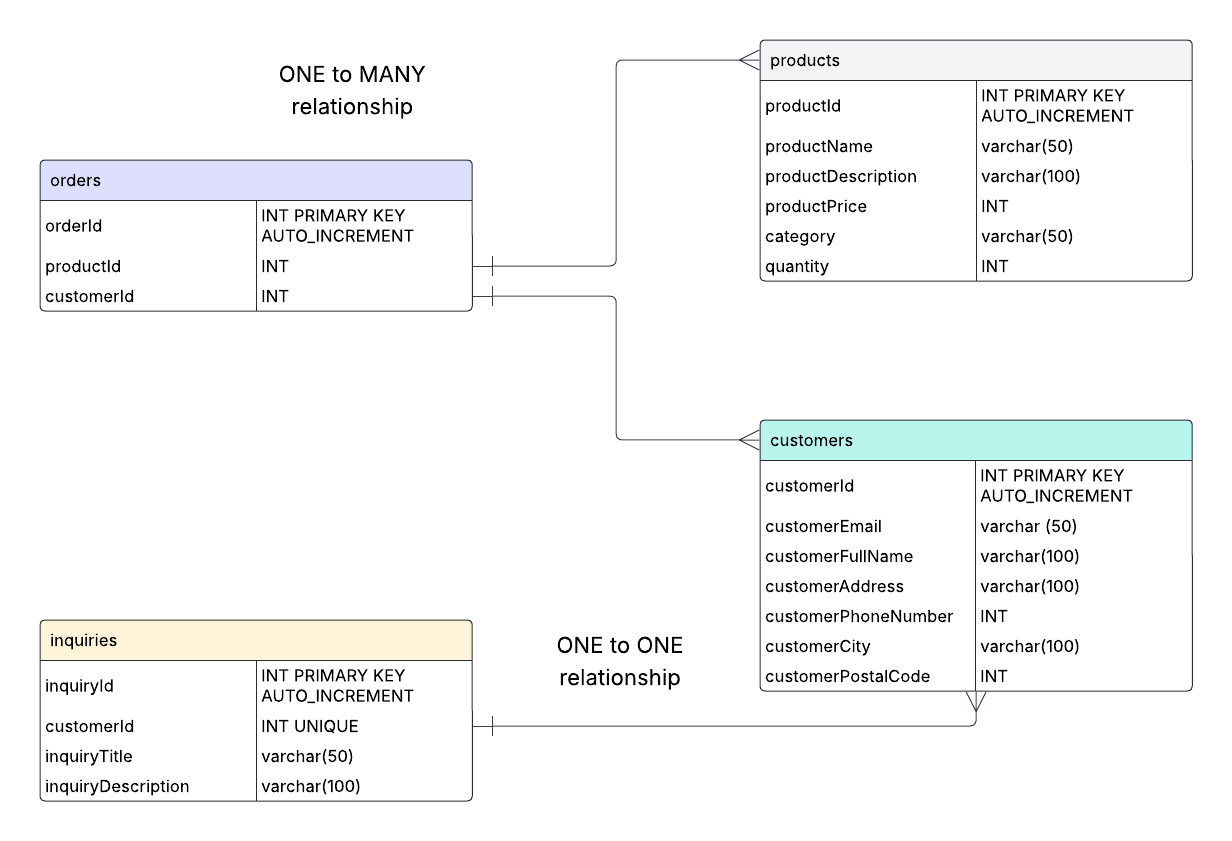 ONE to MANY
relationship
products
productId INT PRIMARY KEY
AUTO_INCREMENT
productName varchar(50)
productDescription varchar(100)
productPrice INT
category varchar(50)
quantity INT
orders
orderId INT PRIMARY KEY
AUTO_INCREMENT
productId INT
customerId INT
customers
customerId INT PRIMARY KEY
AUTO_INCREMENT
customerEmail varchar (50)
customerFullName varchar(100)
customerAddress varchar(100)
customerPhoneNumber INT
customerCity varchar(100)
customerPostalCode INT
inquiries
inquiryId INT PRIMARY KEY
AUTO_INCREMENT
customerId INT UNIQUE
inquiryTitle varchar(50)
inquiryDescription varchar(100)
ONE to ONE
relationship